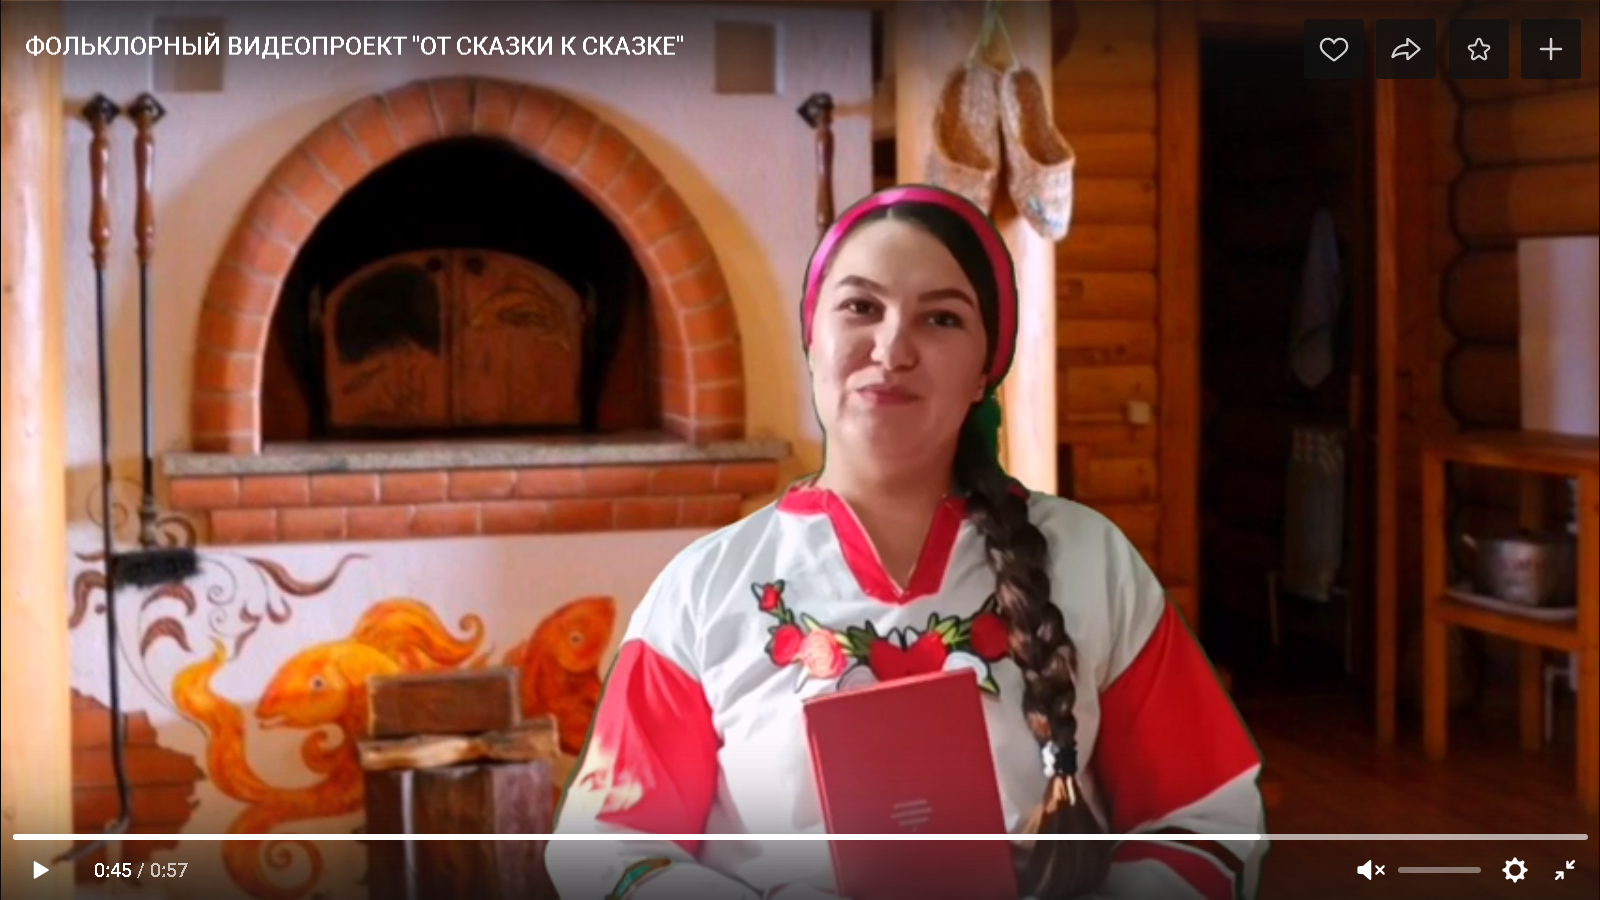 ФОЛЬКЛОРНЫЙ ВИДЕОПРОЕКТ "ОТ СКАЗКИ К СКАЗКЕ"
0:45 / 0:57